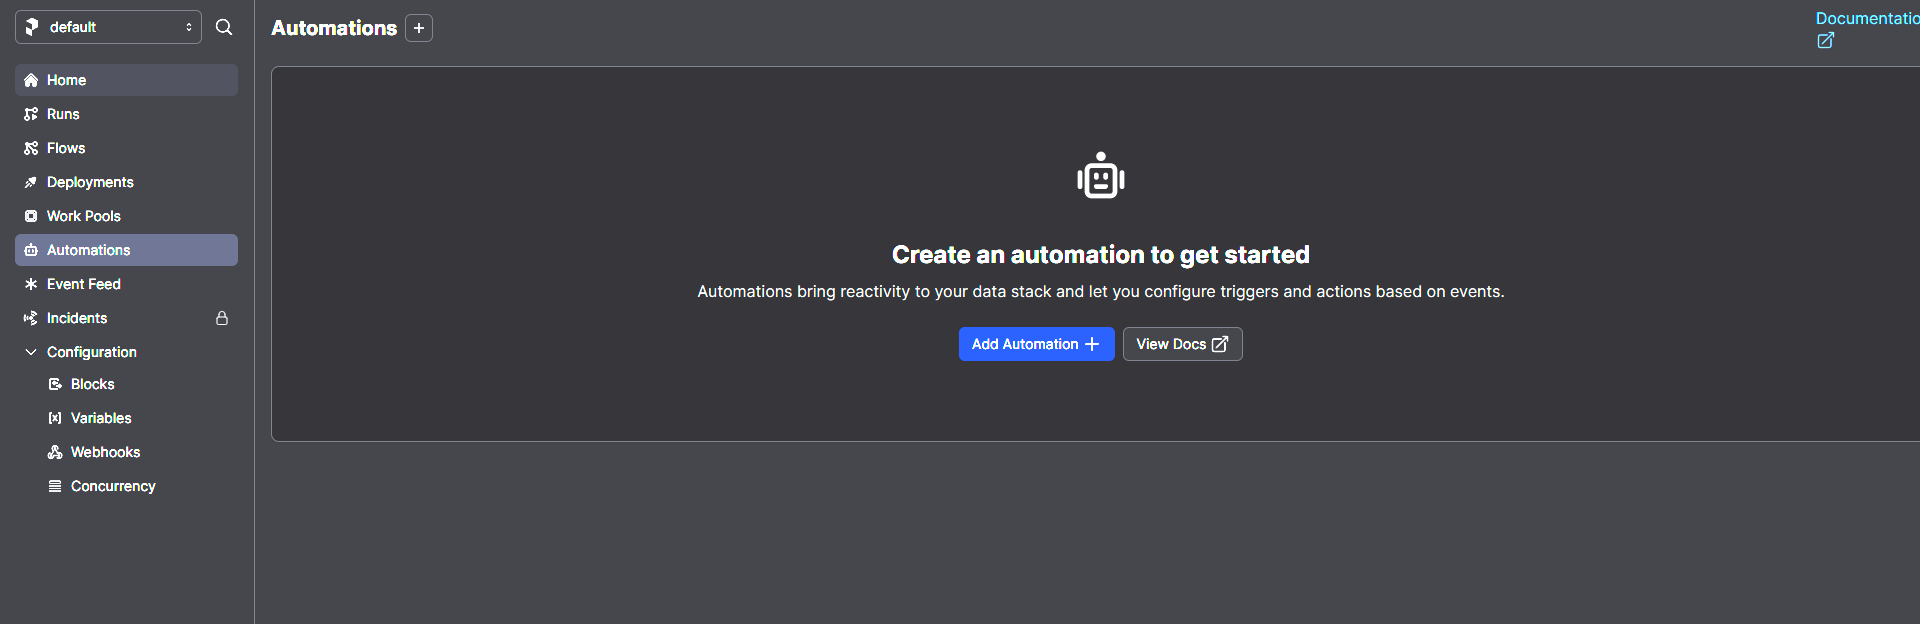 default
Home
Runs
Flows
Deployments
Work Pools
Automations
Event Feed
Incidents
Configuration
Blocks
Variables
Webhooks
Concurrency
Automations
Documentatio
Create an automation to get started
Automations bring reactivity to your data stack and let you configure triggers and actions based on events.
Add Automation
View Docs